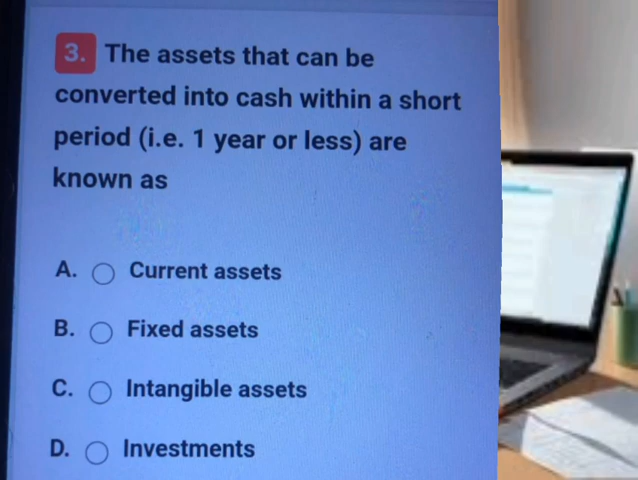 3. The assets that can be
converted into cash within a short
period (i.e. 1 year or less) are
known as
A. Current assets
B. Fixed assets
C. Intangible assets
D. Investments